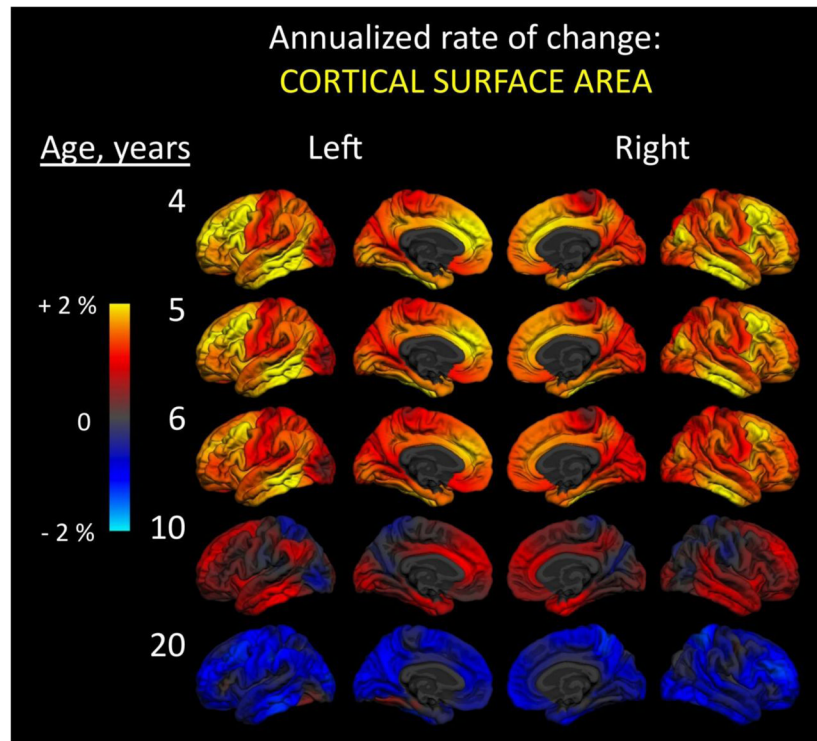 Annualized rate of change:
CORTICAL SURFACE AREA
Age, years
Left
Right
4
+ 2 %
5
0
6
- 2 %
10
20